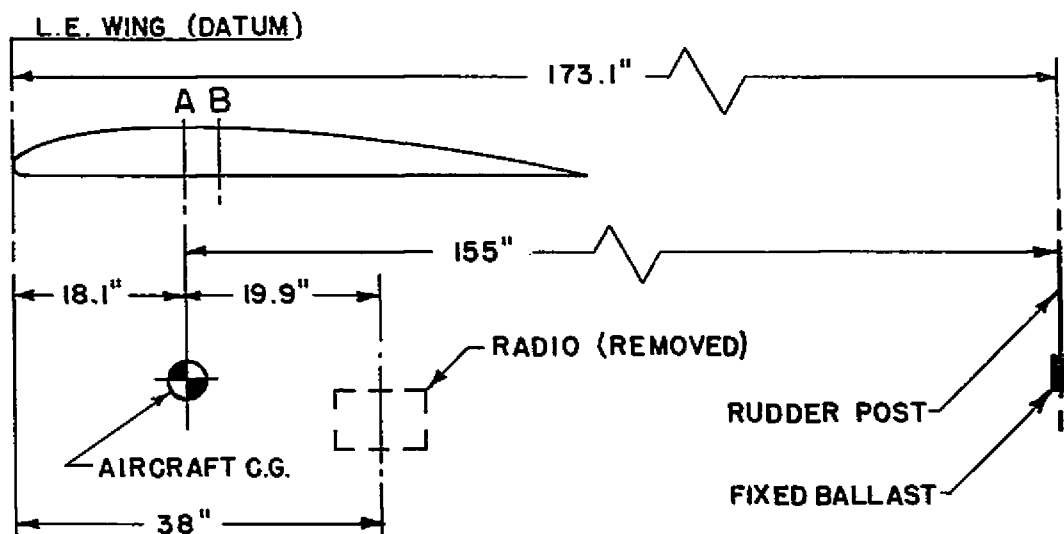 L.E. WING (DATUM)
173.1"
A B
155"
18.1"
19.9"
RADIO (REMOVED)
RUDDER POST
AIRCRAFT C.G.
FIXED BALLAST
38"